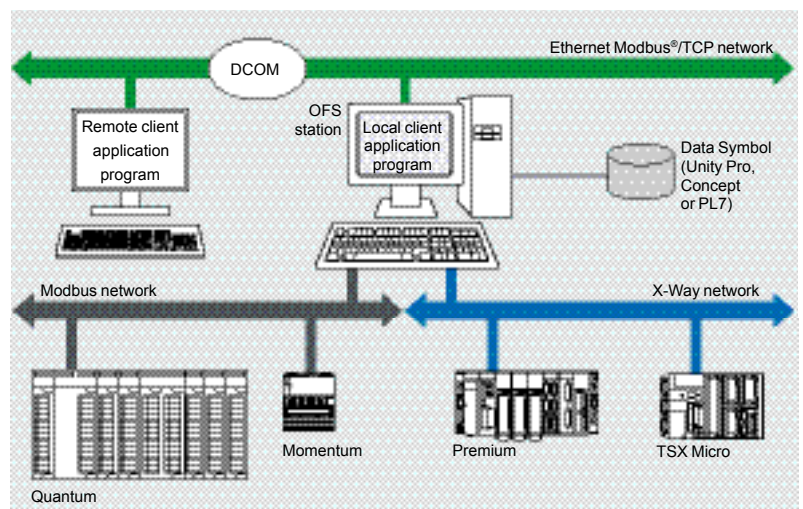 Ethernet Modbus®/TCP network
DCOM
OFS
station
Remote client
application
program
Local client
application
program
Data Symbol
(Unity Pro,
Concept
or PL7)
Modbus network
X-Way network
Momentum
Premium
TSX Micro
Quantum